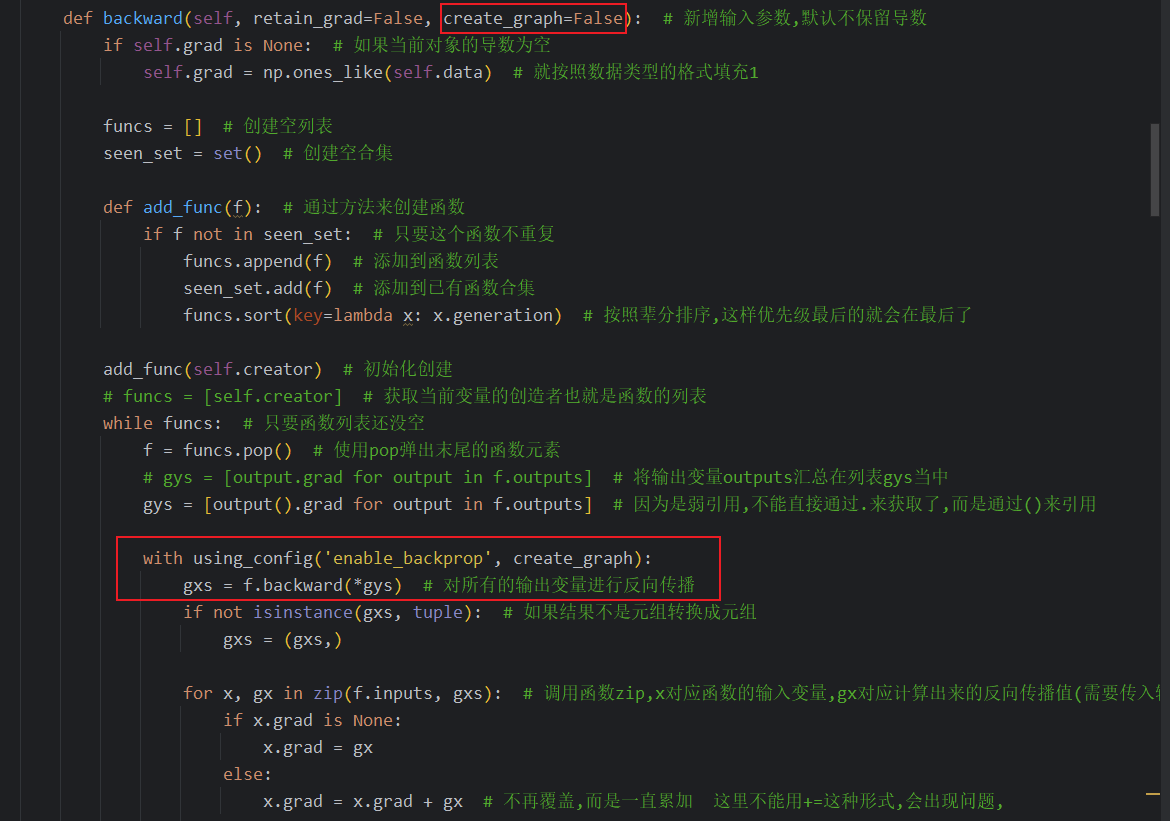 def backward(self, retain_grad=False, create_graph=False):  # 新增输入参数,默认不保留导数
if self.grad is None:  # 如果当前对象的导数为空
self.grad = np.ones_like(self.data)  # 就按照数据类型的格式填充1
funcs = []  # 创建空列表
seen_set = set()  # 创建空合集
def add_func(f):  # 通过方法来创建函数
if f not in seen_set:  # 只要这个函数不重复
funcs.append(f)  # 添加到函数列表
seen_set.add(f)  # 添加到已有函数合集
funcs.sort(key=lambda x: x.generation)  # 按照辈分排序,这样优先级最后的就会在最后了
add_func(self.creator)  # 初始化创建
# funcs = [self.creator]  # 获取当前变量的创造者也就是函数的列表
while funcs:  # 只要函数列表还没空
f = funcs.pop()  # 使用pop弹出末尾的函数元素
# gys = [output.grad for output in f.outputs]  # 将输出变量outputs汇总在列表gys当中
gys = [output().grad for output in f.outputs]  # 因为是弱引用,不能直接通过.来获取了,而是通过()来引用
with using_config('enable_backprop', create_graph):
gxs = f.backward(*gys)  # 对所有的输出变量进行反向传播
if not isinstance(gxs, tuple):  # 如果结果不是元组转换成元组
gxs = (gxs,)
for x, gx in zip(f.inputs, gxs):  # 调用函数zip,x对应函数的输入变量,gx对应计算出来的反向传播值(需要传入
if x.grad is None:
x.grad = gx
else:
x.grad = x.grad + gx  # 不再覆盖,而是一直累加  这里不能用+=这种形式,会出现问题,